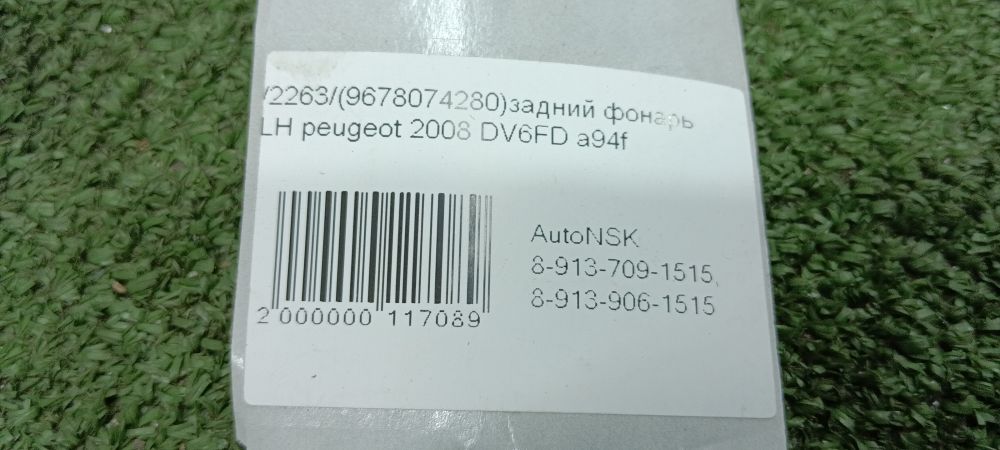 /2263/(9678074280)задний фонарь
LH peugeot 2008 DV6FD a94f
AutoNSK
8-913-709-1515,
8-913-906-1515
2 000000 117089